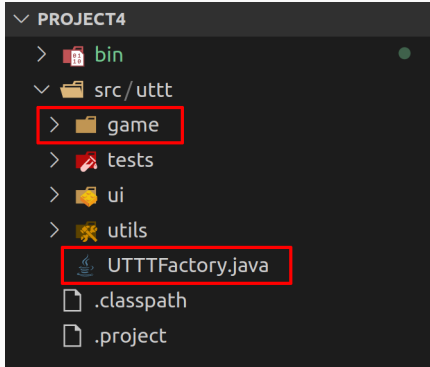 PROJECT4
bin
src/uttt
game
tests
ui
utils
UTTTFactory.java
.classpath
.project